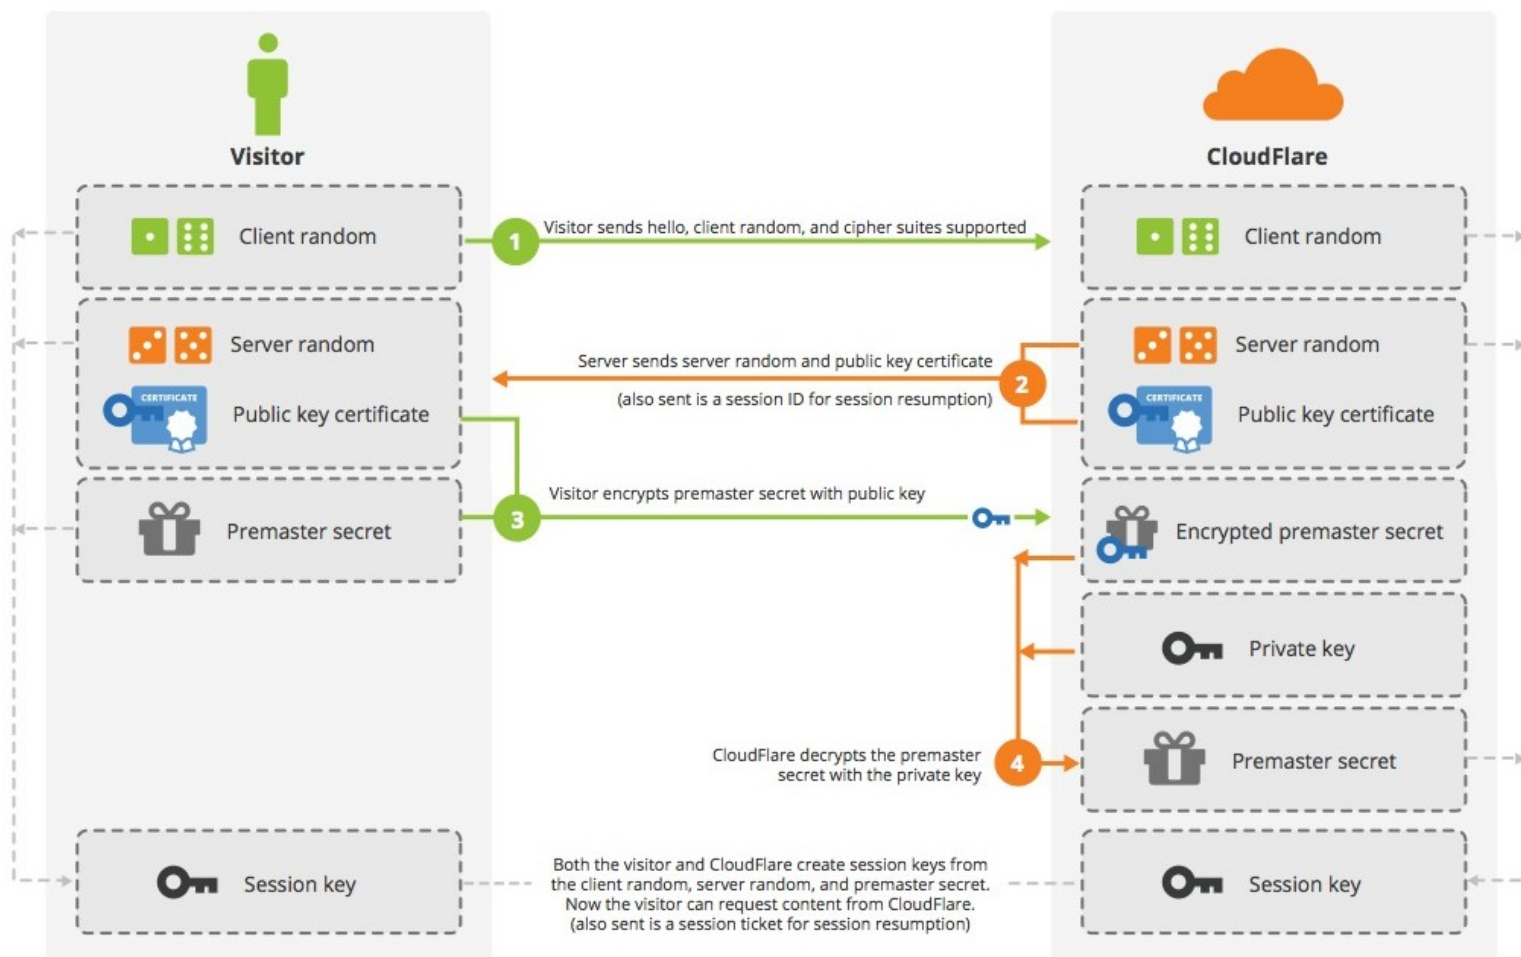 Visitor
CloudFlare
Client random
1
Visitor sends hello, client random, and cipher suites supported
Client random
Server random
Server sends server random and public key certificate
2
(also sent is a session ID for session resumption)
Server random
CERTIFICATE
Public key certificate
CERTIFICATE
Public key certificate
Premaster secret
3
Visitor encrypts premaster secret with public key
Encrypted premaster secret
Private key
CloudFlare decrypts the premaster
secret with the private key
4
Premaster secret
Session key
Both the visitor and CloudFlare create session keys from
the client random, server random, and premaster secret.
Now the visitor can request content from CloudFlare.
(also sent is a session ticket for session resumption)
Session key